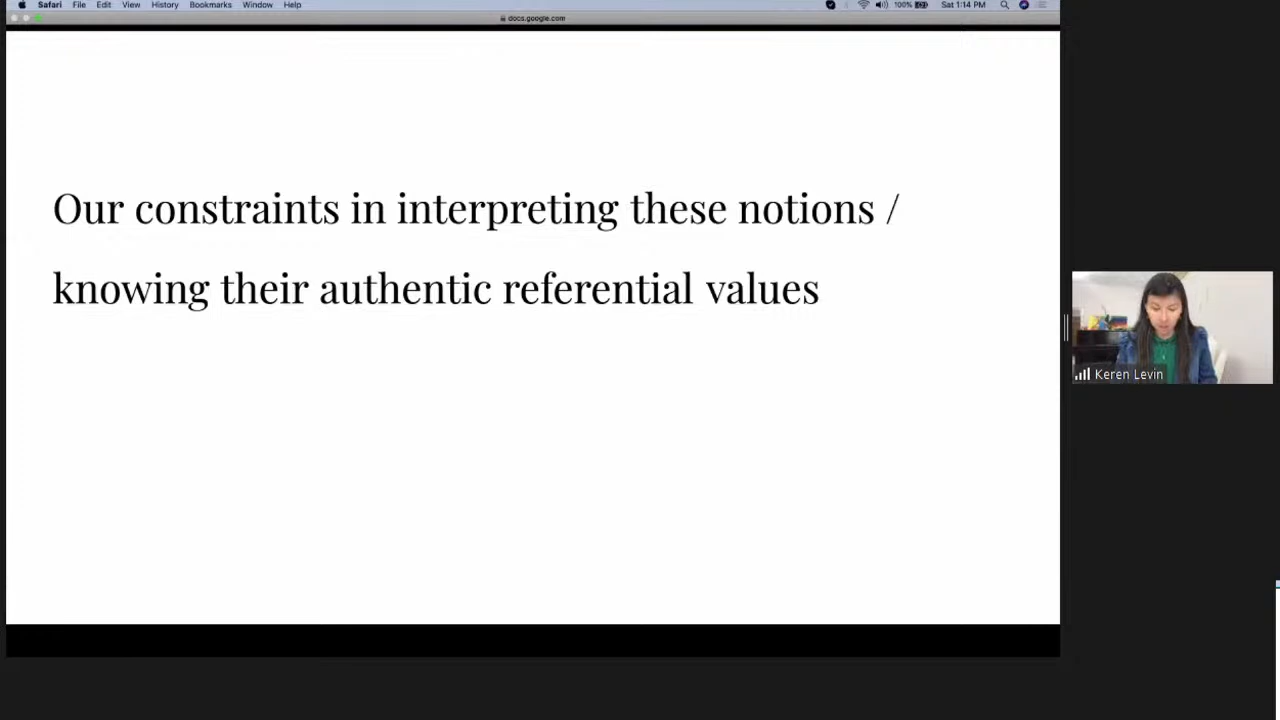 Safari File Edit View History Bookmarks Window Help 100% Sat 1:14 PM
docs.google.com
Our constraints in interpreting these notions /
knowing their authentic referential values
Keren Levin